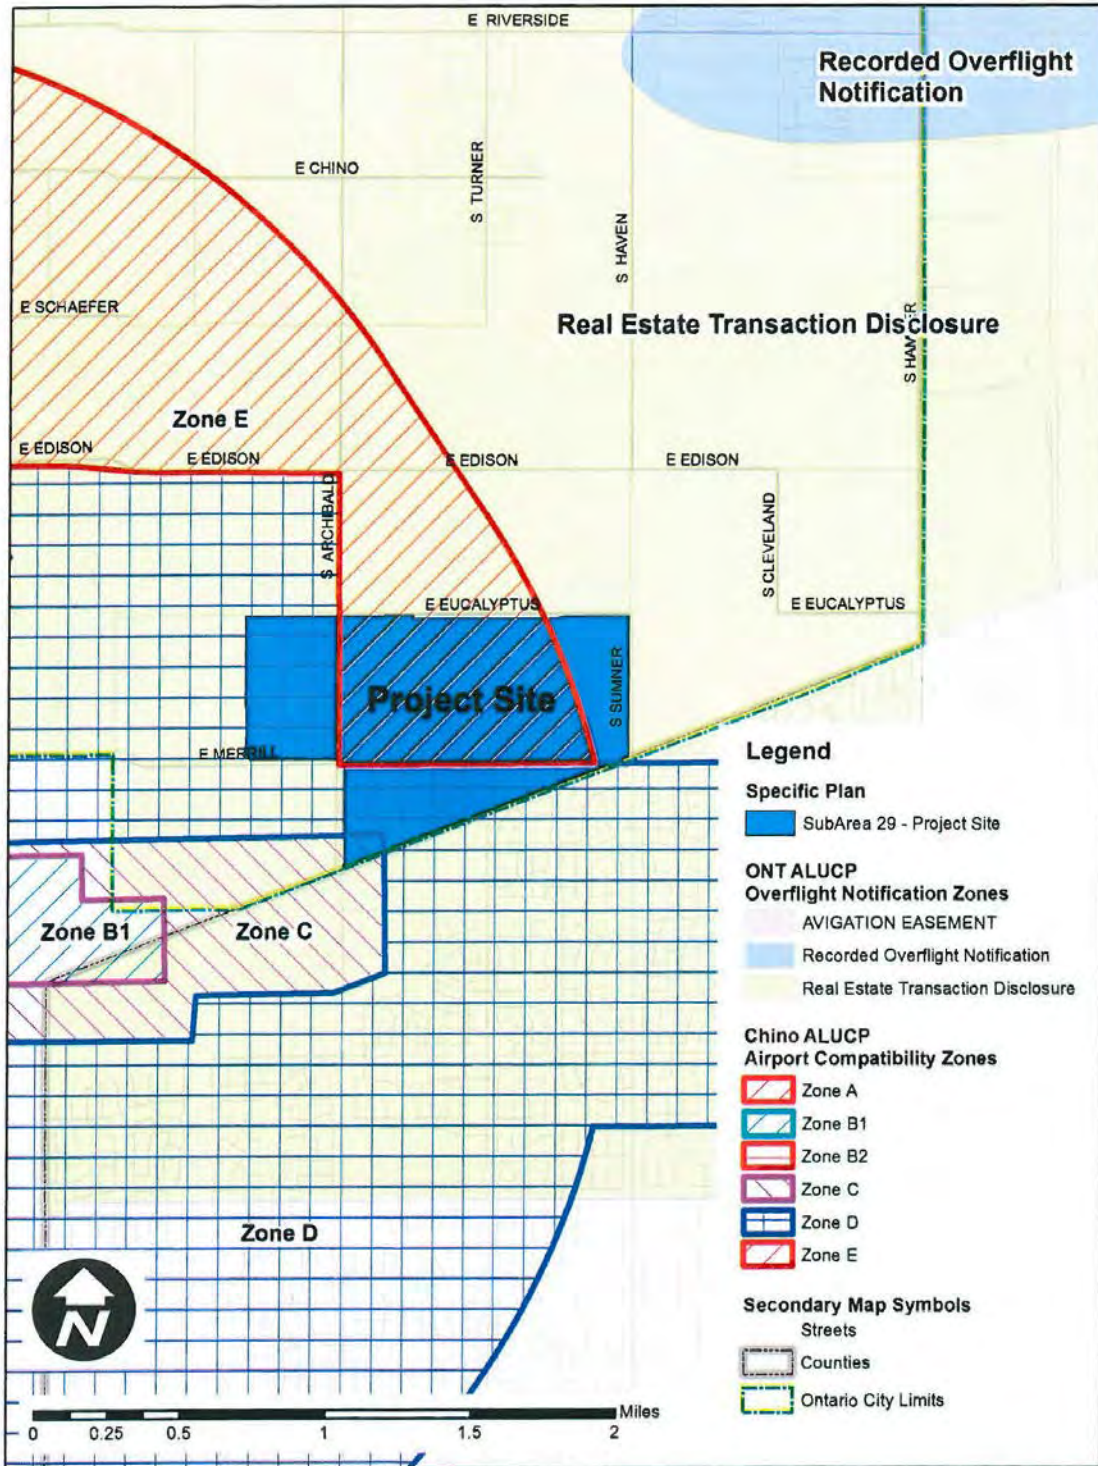 E RIVERSIDE
Recorded Overflight
Notification
E CHINO
S TURNER
S HAVEN
E SCHAEFER
Real Estate Transaction Disclosure
Zone E
E EDISON
E EDISON
E EDISON
E EDISON
S ARCHIBALD
S CLEVELAND
E EUCALYPTUS
E EUCALYPTUS
Project Site
S SUMNER
E MERRILL
Zone B1
Zone C
Zone D
N
0
0.25
0.5
1
1.5
2
Miles
Legend
Specific Plan
SubArea 29 - Project Site
ONT ALUCP
Overflight Notification Zones
AVIGATION EASEMENT
Recorded Overflight Notification
Real Estate Transaction Disclosure
Chino ALUCP
Airport Compatibility Zones
Zone A
Zone B1
Zone B2
Zone C
Zone D
Zone E
Secondary Map Symbols
Streets
Counties
Ontario City Limits